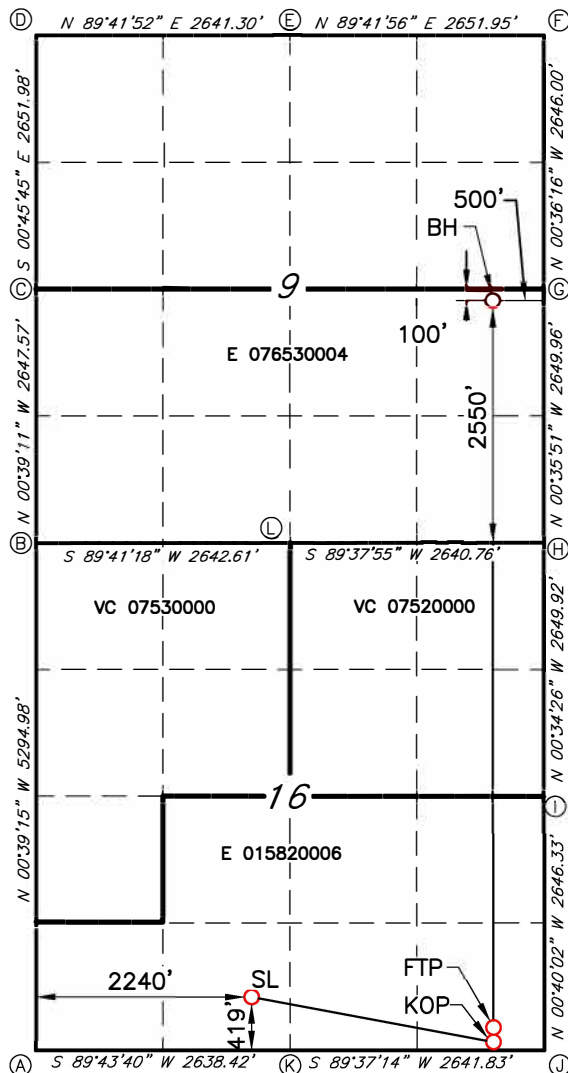 D
N 89°41'52" E 2641.30'
E
N 89°41'56" E 2651.95'
F
S 00°45'45" E 2651.98'
N 00°36'16" W 2646.00'
500'
BH
C
9
G
100'
E 076530004
N 00°39'11" W 2647.57'
2550'
N 00°35'51" W 2649.96'
B
L
H
S 89°41'18" W 2642.61'
S 89°37'55" W 2640.76'
VC 07530000
VC 07520000
N 00°34'26" W 2649.92'
N 00°39'15" W 5294.98'
16
I
E 015820006
N 00°40'02" W 2646.33'
2240'
SL
FTP
KOP
419'
A
S 89°43'40" W 2638.42'
K
S 89°37'14" W 2641.83'
J